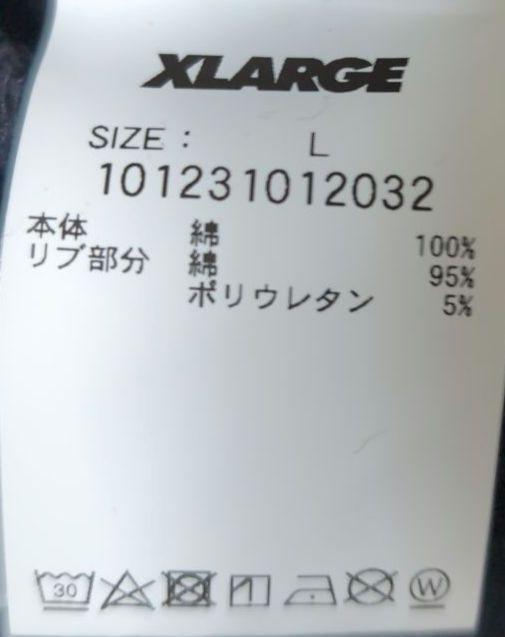 XLARGE
SIZE : L
101231012032
本体 綿 100%
リブ部分 綿 95%
ポリウレタン 5%
30
W